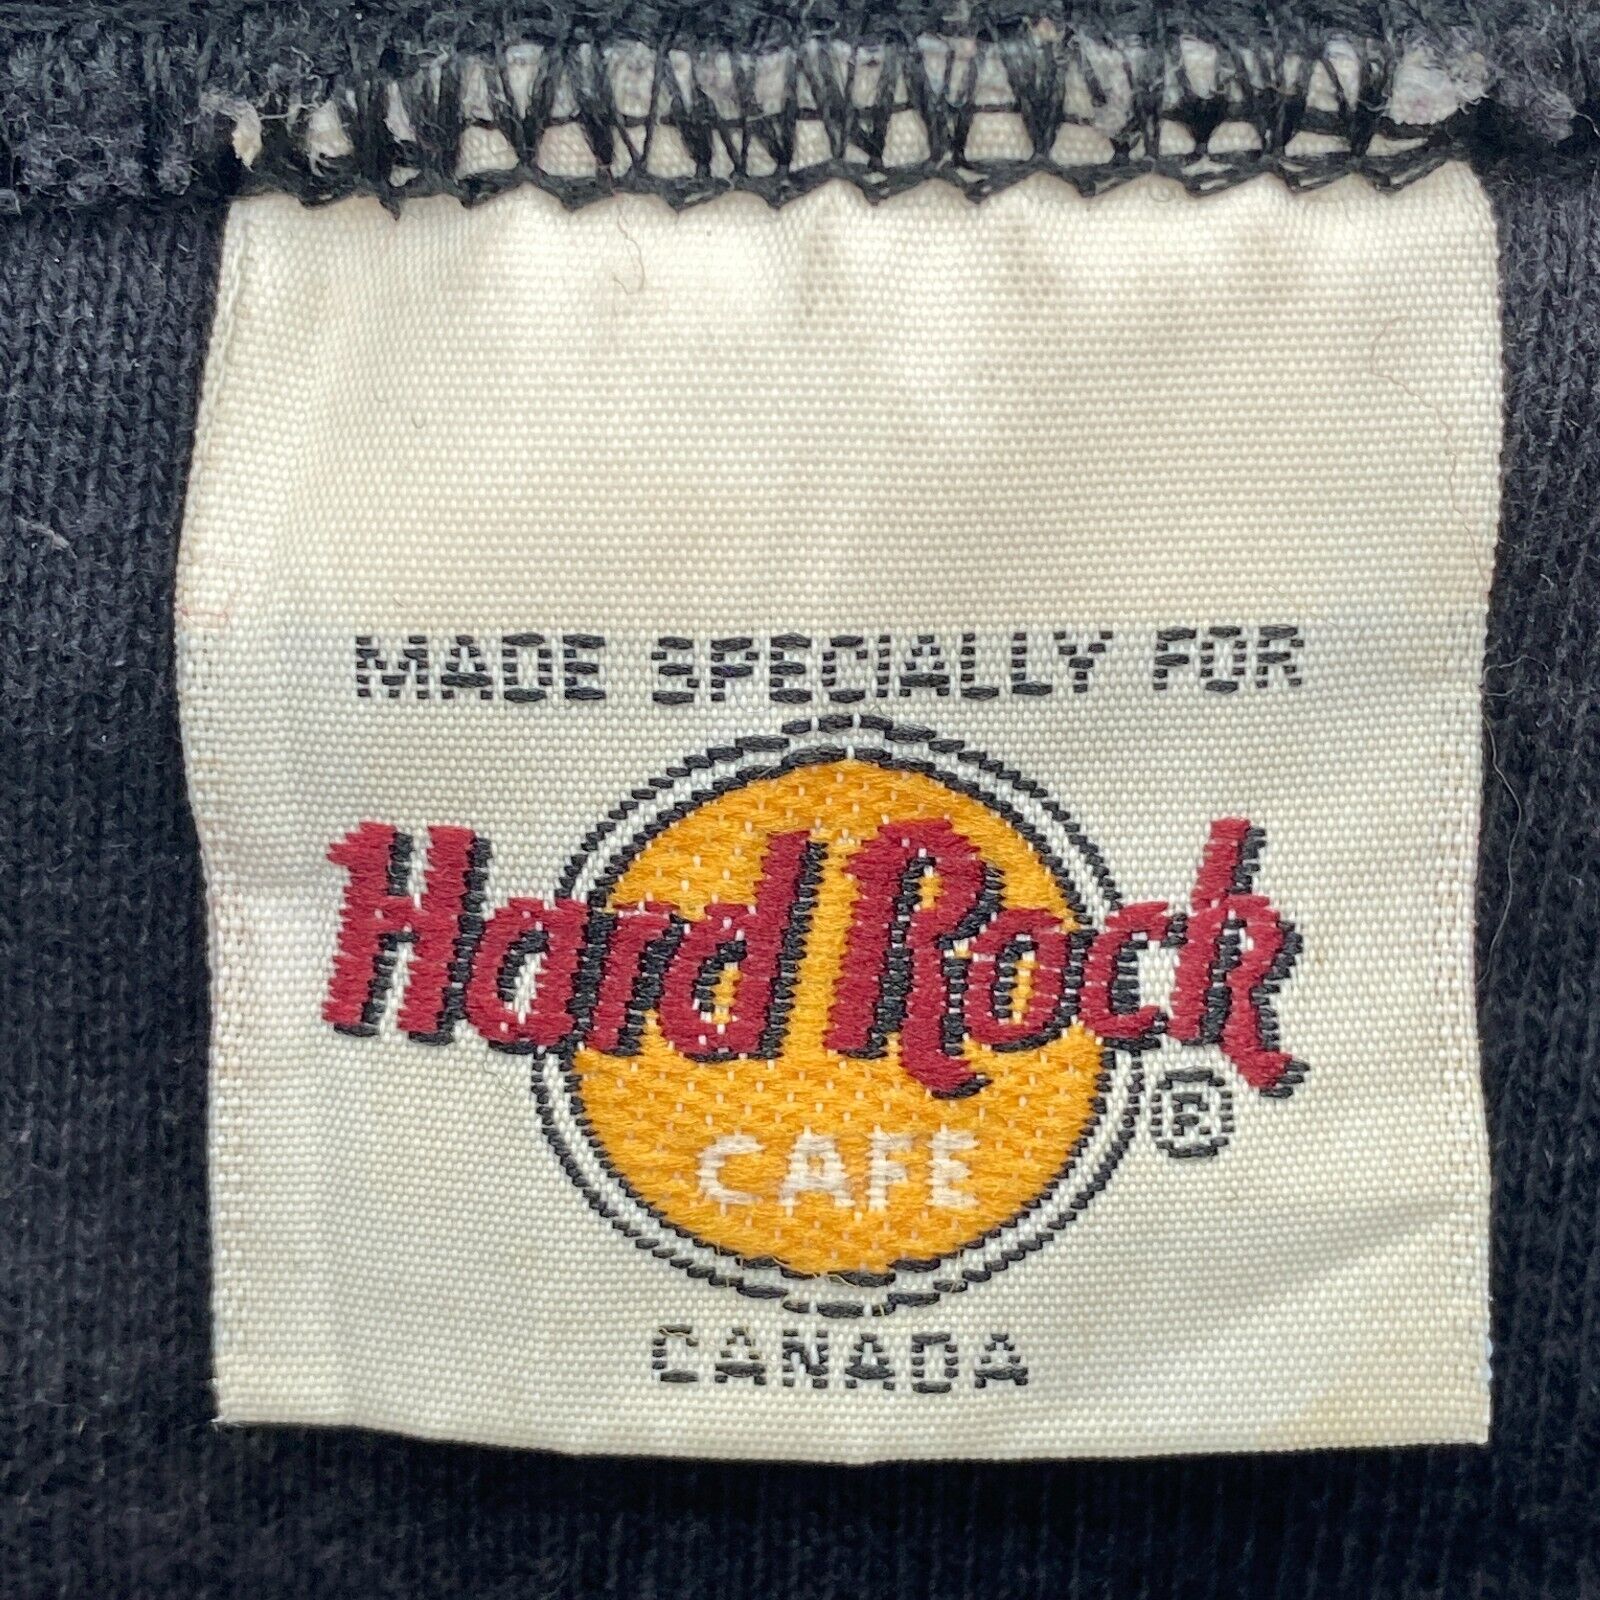 MADE SPECIALLY FOR
Hard Rock
CAFE
®
CANADA